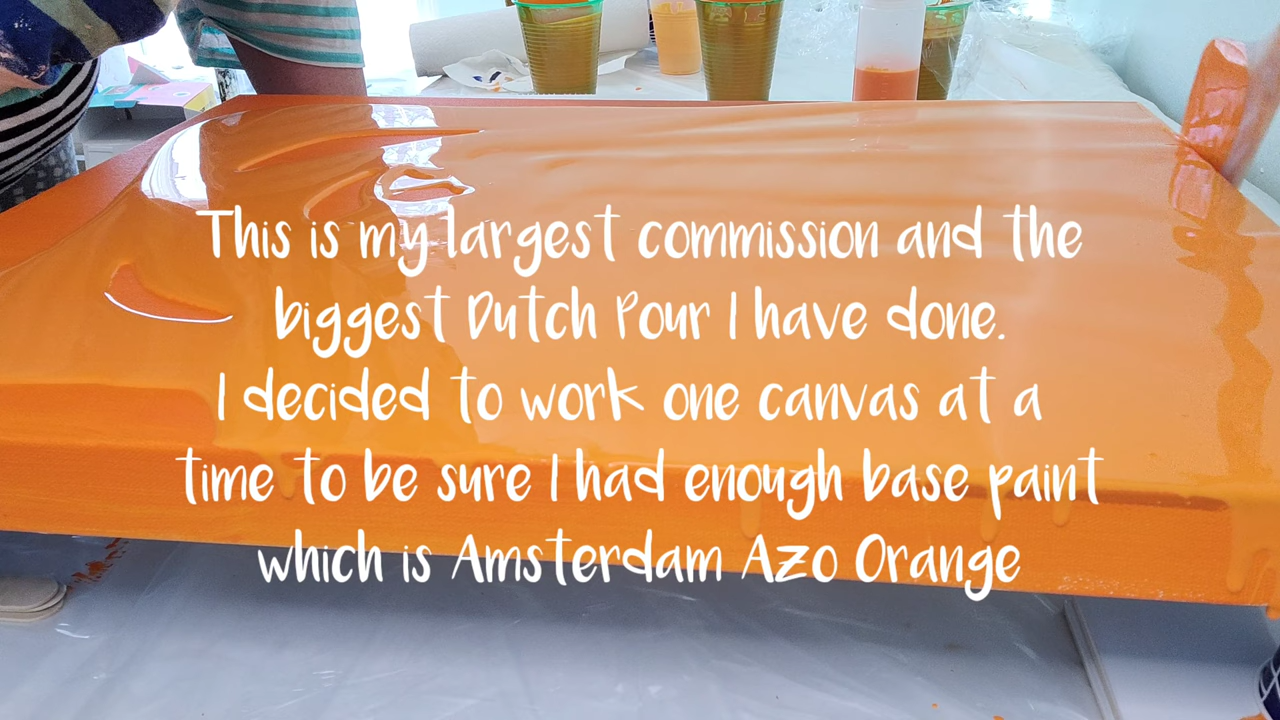 This is my largest commission and the
biggest Dutch Pour I have done.
I decided to work one canvas at a
time to be sure I had enough base paint
which is Amsterdam Azo Orange